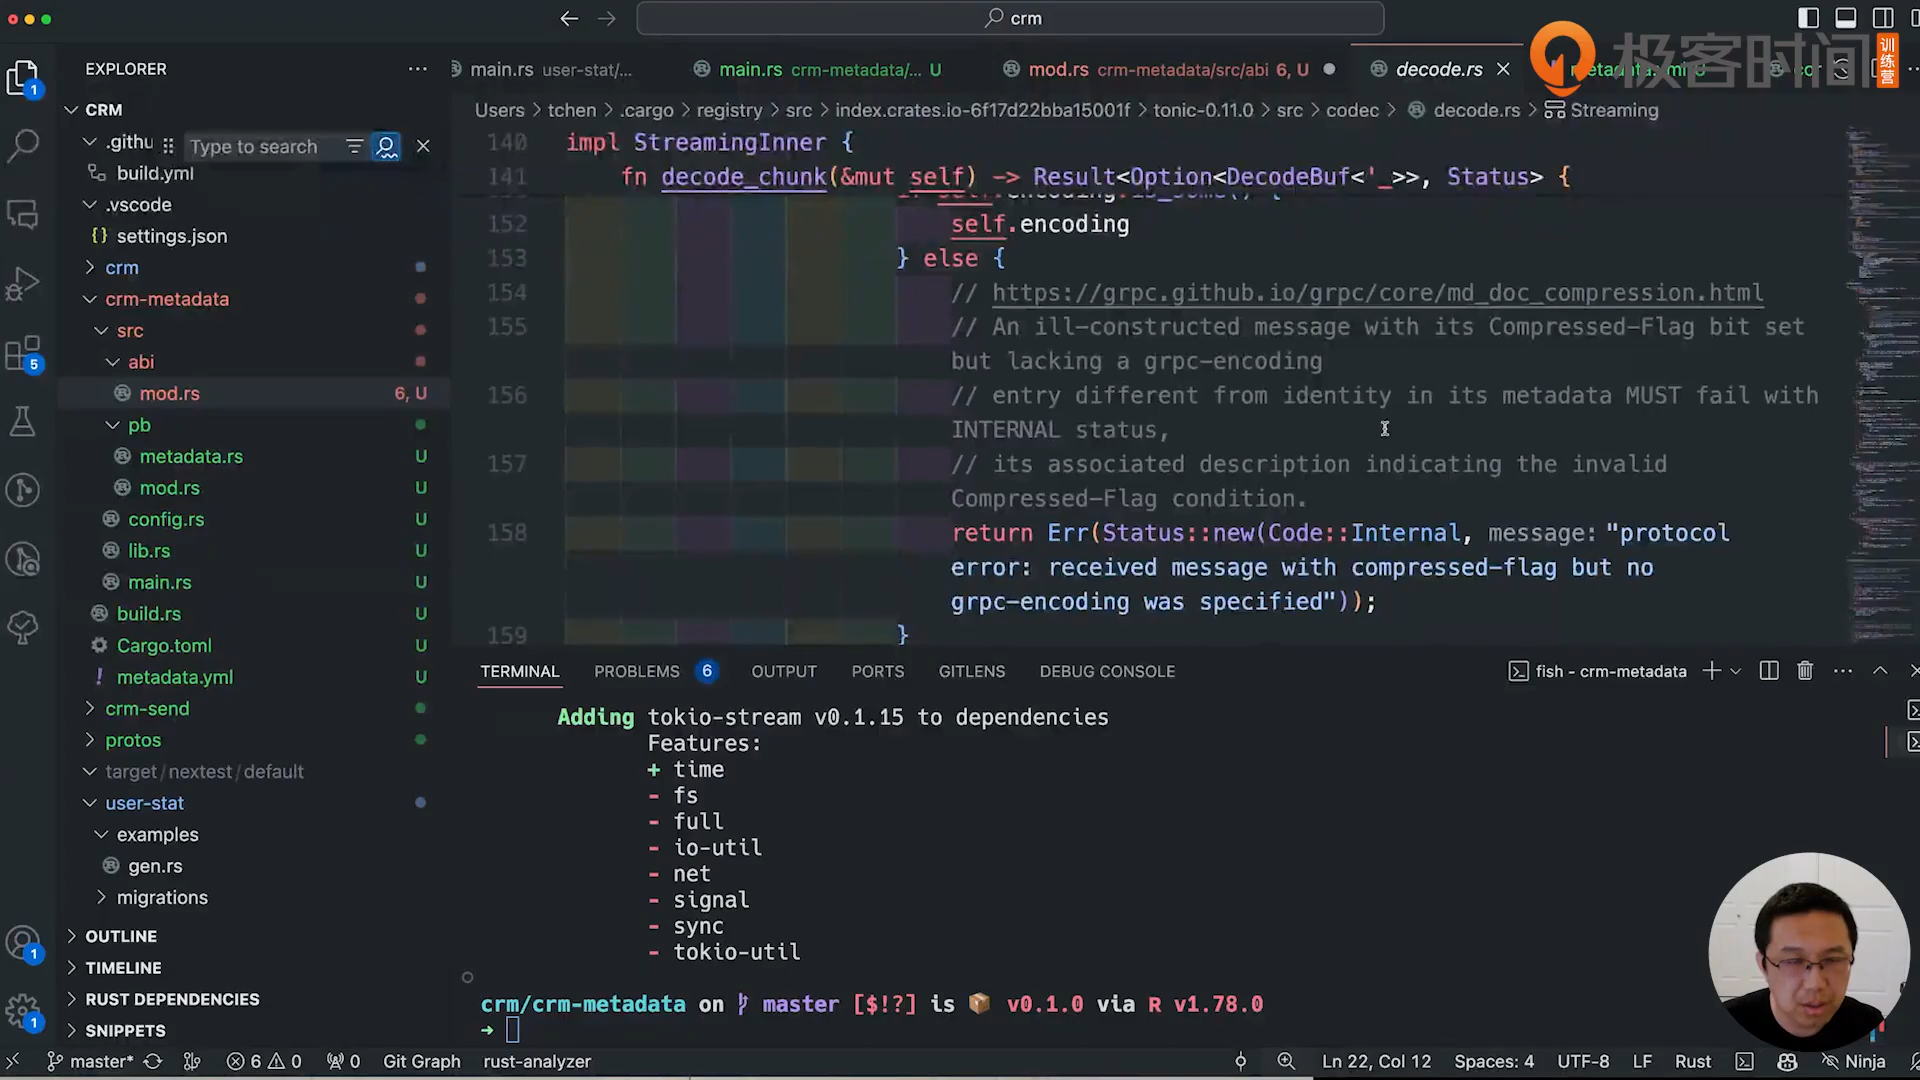 crm
EXPLORER
CRM
.githu
Type to search
build.yml
.vscode
{} settings.json
crm
crm-metadata
src
abi
mod.rs 6, U
pb
metadata.rs U
mod.rs U
config.rs U
lib.rs U
main.rs U
build.rs U
Cargo.toml U
! metadata.yml U
crm-send
protos
target/nextest/default
user-stat
examples
gen.rs
migrations
OUTLINE
TIMELINE
RUST DEPENDENCIES
SNIPPETS
1
5
1
1
main.rs user-stat/...
main.rs crm-metadata/... U
mod.rs crm-metadata/src/abi 6, U
decode.rs
极客时间
训练营
Users > tchen > .cargo > registry > src > index.crates.io-6f17d22bba15001f > tonic-0.11.0 > src > codec > decode.rs > Streaming
140 impl StreamingInner {
141 fn decode_chunk(&mut self) -> Result<Option<DecodeBuf<'_>>, Status> {
152 self.encoding
153 } else {
154 // https://grpc.github.io/grpc/core/md_doc_compression.html
155 // An ill-constructed message with its Compressed-Flag bit set
but lacking a grpc-encoding
156 // entry different from identity in its metadata MUST fail with
INTERNAL status,
157 // its associated description indicating the invalid
Compressed-Flag condition.
158 return Err(Status::new(Code::Internal, message: "protocol
error: received message with compressed-flag but no
grpc-encoding was specified"));
159 }
TERMINAL PROBLEMS 6 OUTPUT PORTS GITLENS DEBUG CONSOLE
fish - crm-metadata
Adding tokio-stream v0.1.15 to dependencies
Features:
+ time
- fs
- full
- io-util
- net
- signal
- sync
- tokio-util
crm/crm-metadata on master [$!?] is v0.1.0 via R v1.78.0
master* 6 0 0 Git Graph rust-analyzer
Ln 22, Col 12 Spaces: 4 UTF-8 LF Rust Ninja